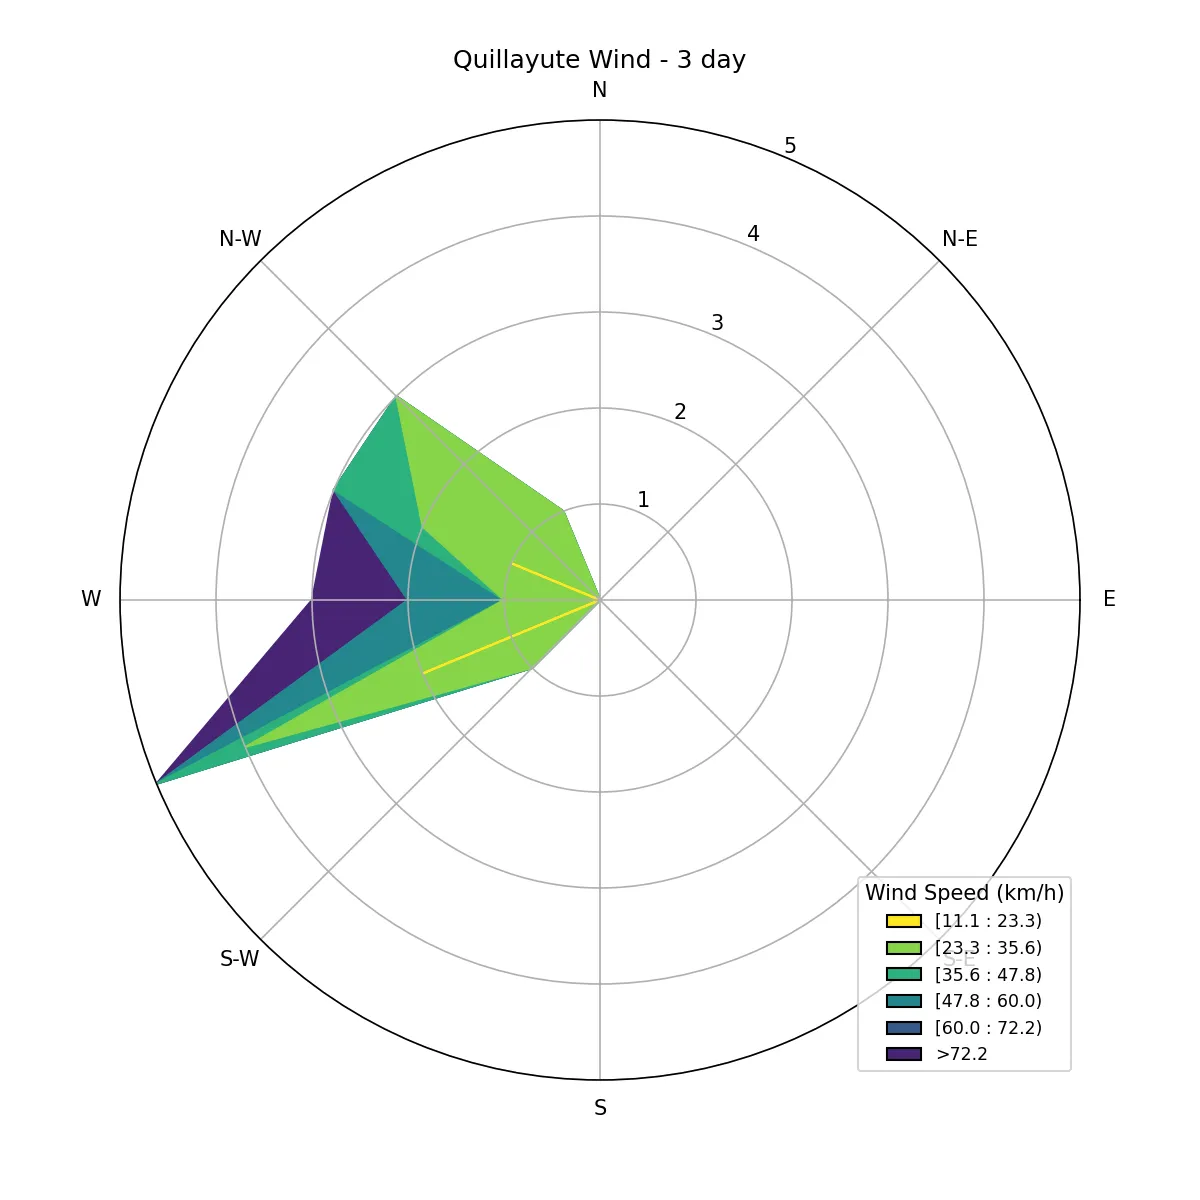 Quillayute Wind - 3 day
N
5
4
N-W
N-E
3
2
1
W
E
Wind Speed (km/h)
[11.1 : 23.3)
[23.3 : 35.6)
S-W
S-E
[35.6 : 47.8)
[47.8 : 60.0)
[60.0 : 72.2)
>72.2
S